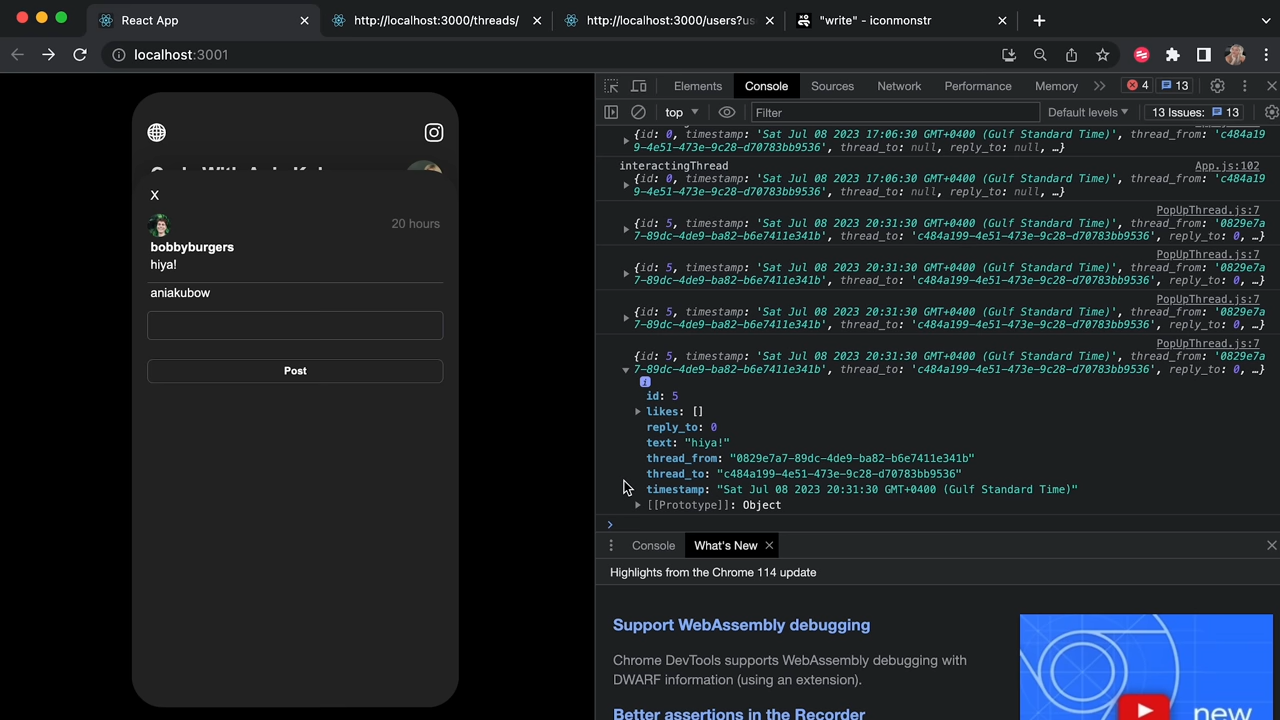 React App
http://localhost:3000/threads/
http://localhost:3000/users?us
"write" - iconmonstr
localhost:3001
X
20 hours
bobbyburgers
hiya!
aniakubow
Post
Elements
Console
Sources
Network
Performance
Memory
4
13
top
Filter
Default levels
13 Issues:
13
{id: 0, timestamp: 'Sat Jul 08 2023 17:06:30 GMT+0400 (Gulf Standard Time)', thread_from: 'c484a19
9-4e51-473e-9c28-d70783bb9536', thread_to: null, reply_to: null, …}
interactingThread
App.js:102
{id: 0, timestamp: 'Sat Jul 08 2023 17:06:30 GMT+0400 (Gulf Standard Time)', thread_from: 'c484a19
9-4e51-473e-9c28-d70783bb9536', thread_to: null, reply_to: null, …}
PopUpThread.js:7
{id: 5, timestamp: 'Sat Jul 08 2023 20:31:30 GMT+0400 (Gulf Standard Time)', thread_from: '0829e7a
7-89dc-4de9-ba82-b6e7411e341b', thread_to: 'c484a199-4e51-473e-9c28-d70783bb9536', reply_to: 0, …}
PopUpThread.js:7
{id: 5, timestamp: 'Sat Jul 08 2023 20:31:30 GMT+0400 (Gulf Standard Time)', thread_from: '0829e7a
7-89dc-4de9-ba82-b6e7411e341b', thread_to: 'c484a199-4e51-473e-9c28-d70783bb9536', reply_to: 0, …}
PopUpThread.js:7
{id: 5, timestamp: 'Sat Jul 08 2023 20:31:30 GMT+0400 (Gulf Standard Time)', thread_from: '0829e7a
7-89dc-4de9-ba82-b6e7411e341b', thread_to: 'c484a199-4e51-473e-9c28-d70783bb9536', reply_to: 0, …}
PopUpThread.js:7
{id: 5, timestamp: 'Sat Jul 08 2023 20:31:30 GMT+0400 (Gulf Standard Time)', thread_from: '0829e7a
7-89dc-4de9-ba82-b6e7411e341b', thread_to: 'c484a199-4e51-473e-9c28-d70783bb9536', reply_to: 0, …}
i
id: 5
likes: []
reply_to: 0
text: "hiya!"
thread_from: "0829e7a7-89dc-4de9-ba82-b6e7411e341b"
thread_to: "c484a199-4e51-473e-9c28-d70783bb9536"
timestamp: "Sat Jul 08 2023 20:31:30 GMT+0400 (Gulf Standard Time)"
[[Prototype]]: Object
Console
What's New
Highlights from the Chrome 114 update
Support WebAssembly debugging
Chrome DevTools supports WebAssembly debugging with
DWARF information (using an extension).
Better assertions in the Recorder
new